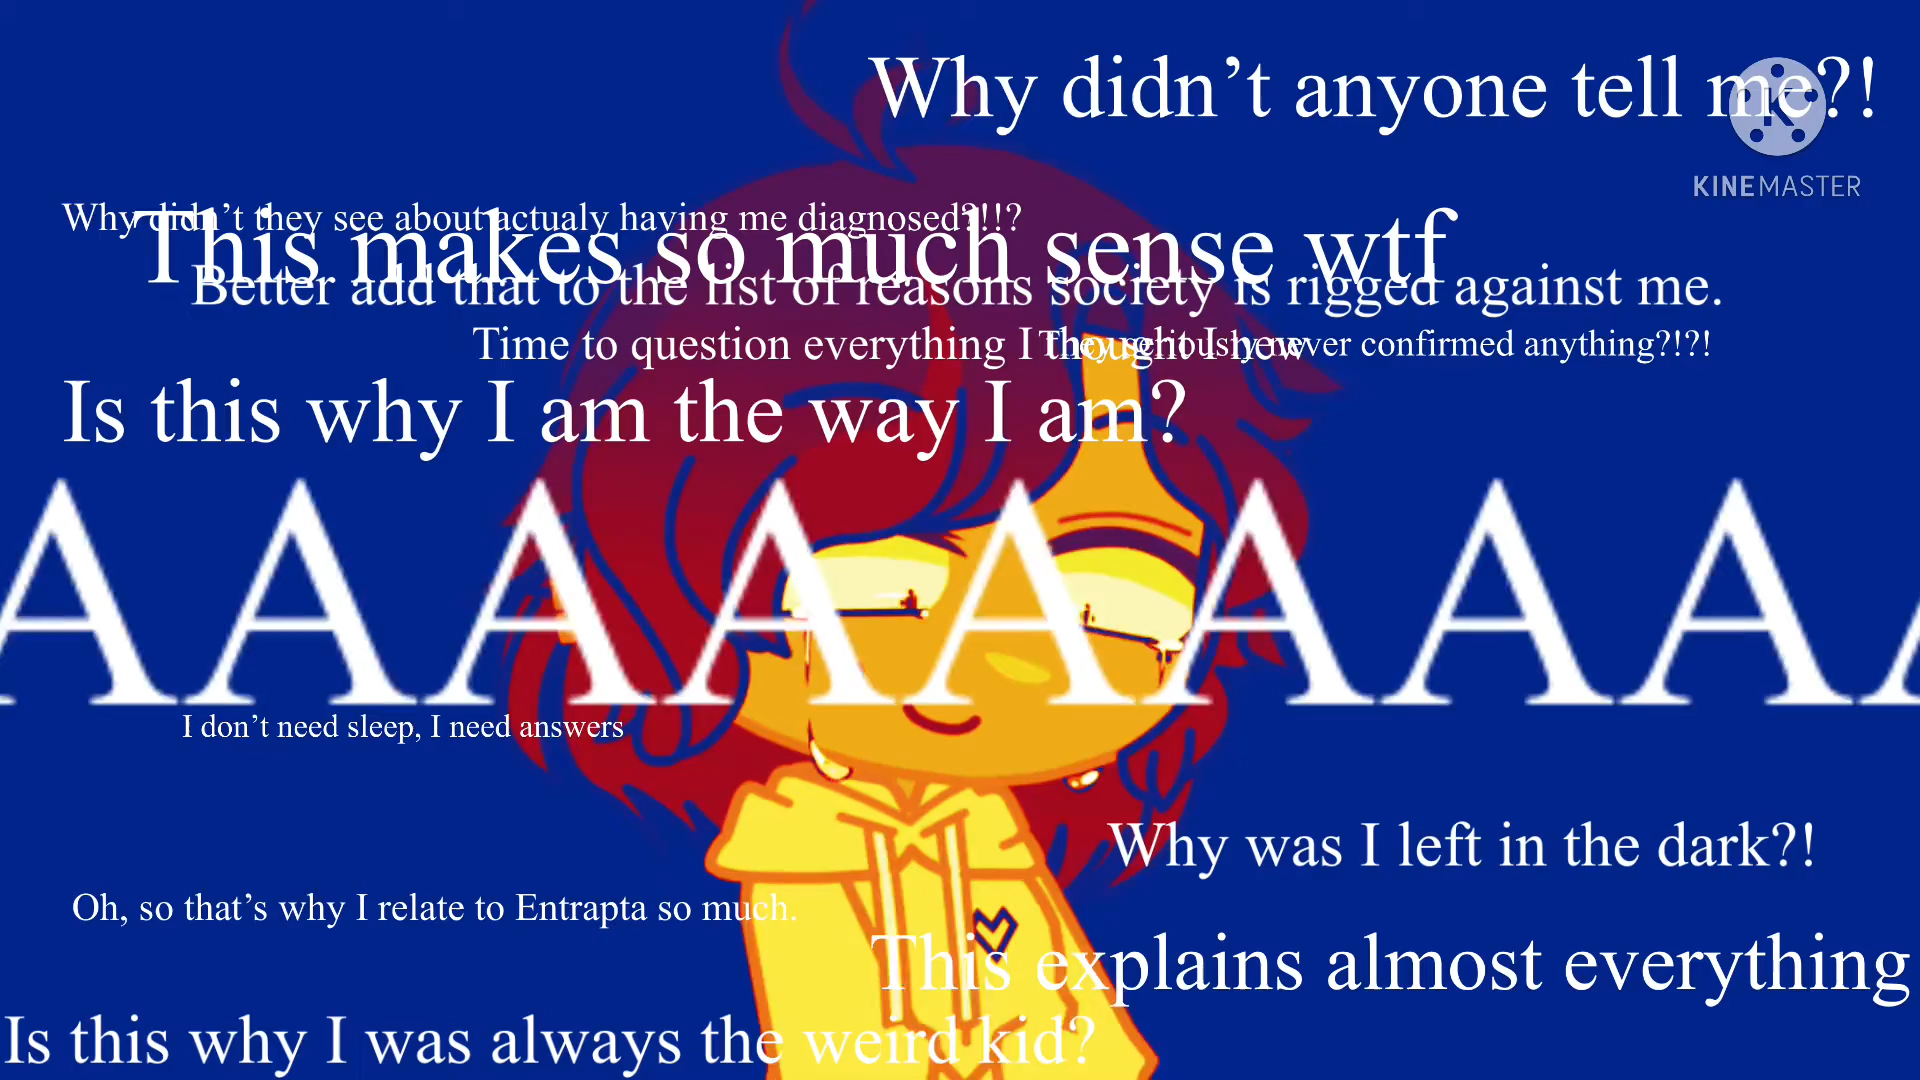 Why didn’t anyone tell me?!
KINEMASTER
Why didn’t they see about actualy having me diagnosed?!!?
This makes so much sense wtf
Better add that to the list of reasons society is rigged against me.
Time to question everything I thought I
They seriously never confirmed anything?!?!
Is this why I am the way I am?
AAAAAAAAA
I don’t need sleep, I need answers
Why was I left in the dark?!
Oh, so that’s why I relate to Entrapta so much.
This explains almost everything
Is this why I was always the weird kid?